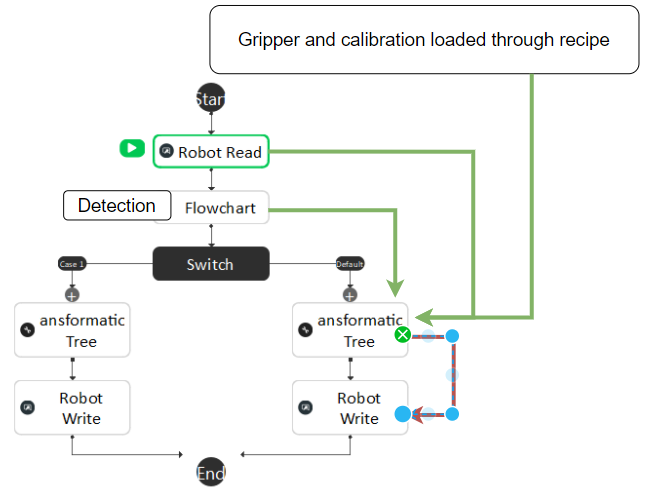 Gripper and calibration loaded through recipe
Start
Robot Read
Detection
Flowchart
Case 1
Switch
Default
ansformatic
Tree
ansformatic
Tree
Robot
Write
Robot
Write
End